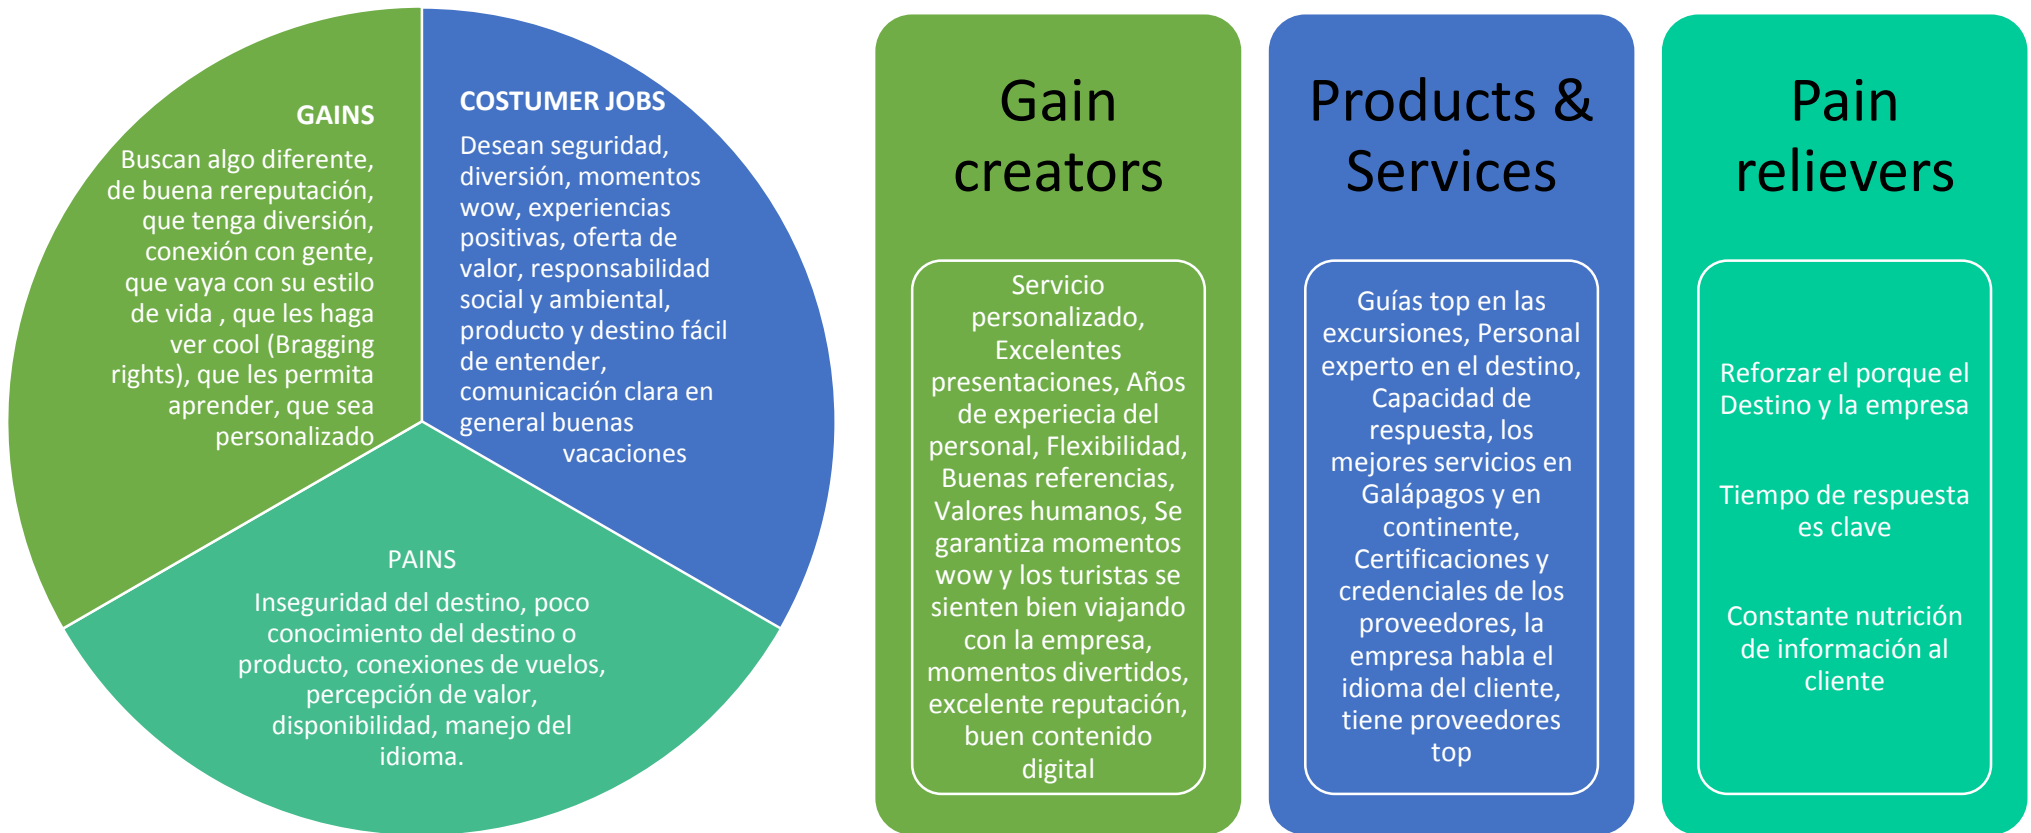 GAINS
Buscan algo diferente,
de buena rereputación,
que tenga diversión,
conexión con gente,
que vaya con su estilo
de vida , que les haga
ver cool (Bragging
rights), que les permita
aprender, que sea
personalizado
COSTUMER JOBS
Desean seguridad,
diversión, momentos
wow, experiencias
positivas, oferta de
valor, responsabilidad
social y ambiental,
producto y destino fácil
de entender,
comunicación clara en
general buenas
vacaciones
PAINS
Inseguridad del destino, poco
conocimiento del destino o
producto, conexiones de vuelos,
percepción de valor,
disponibilidad, manejo del
idioma.
Gain
creators
Servicio
personalizado,
Excelentes
presentaciones, Años
de experiecia del
personal, Flexibilidad,
Buenas referencias,
Valores humanos, Se
garantiza momentos
wow y los turistas se
sienten bien viajando
con la empresa,
momentos divertidos,
excelente reputación,
buen contenido
digital
Products &
Services
Guías top en las
excursiones, Personal
experto en el destino,
Capacidad de
respuesta, los
mejores servicios en
Galápagos y en
continente,
Certificaciones y
credenciales de los
proveedores, la
empresa habla el
idioma del cliente,
tiene proveedores
top
Pain
relievers
Reforzar el porque el
Destino y la empresa
Tiempo de respuesta
es clave
Constante nutrición
de información al
cliente